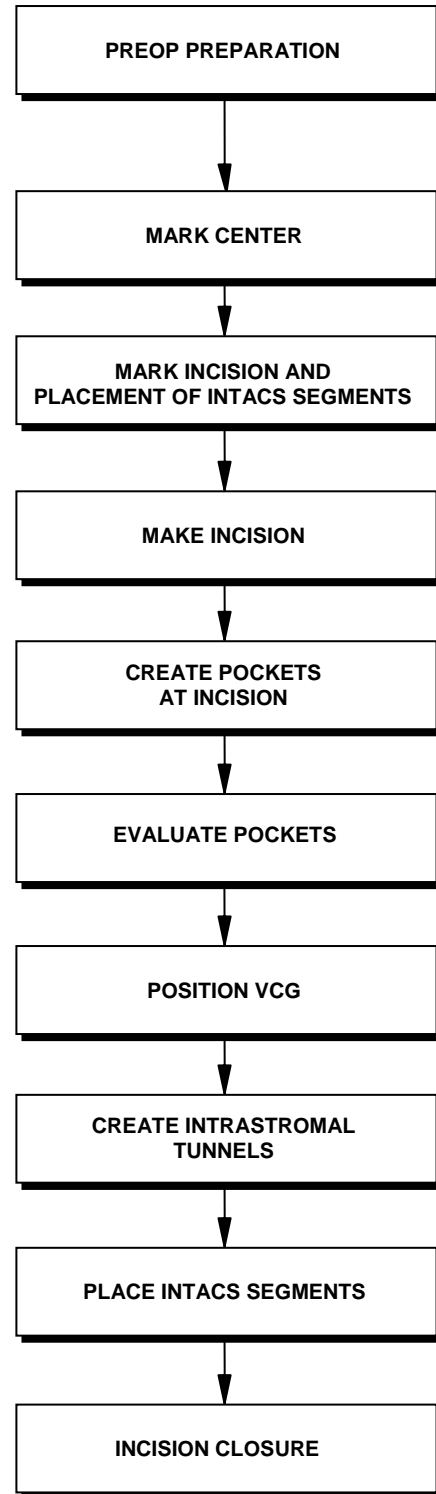 PREOP PREPARATION
MARK CENTER
MARK INCISION AND
PLACEMENT OF INTACS SEGMENTS
MAKE INCISION
CREATE POCKETS
AT INCISION
EVALUATE POCKETS
POSITION VCG
CREATE INTRASTROMAL
TUNNELS
PLACE INTACS SEGMENTS
INCISION CLOSURE